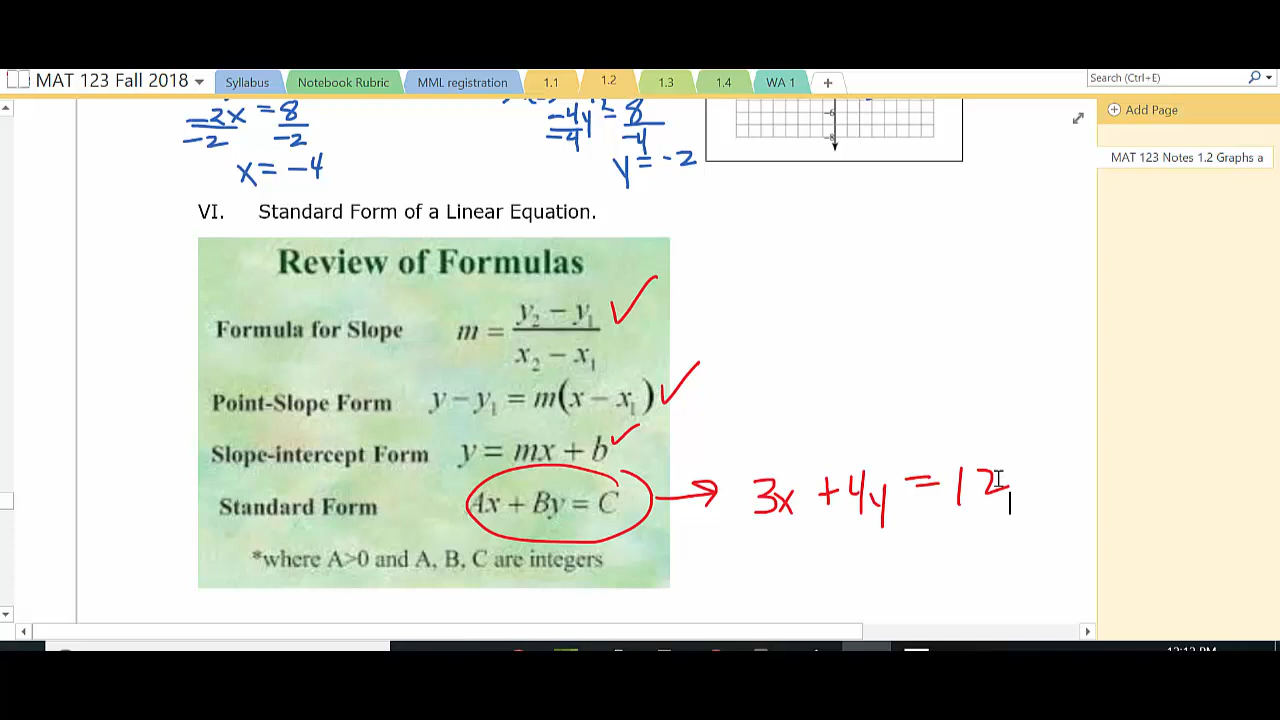 MAT 123 Fall 2018 Syllabus Notebook Rubric MML registration 1.1 1.2 1.3 1.4 WA 1 + Search (Ctrl+E)
Add Page
MAT 123 Notes 1.2 Graphs a
-2x = 8
-2 -2
-4y = 8
-4 -4
x = -4
y = -2
VI. Standard Form of a Linear Equation.
Review of Formulas
Formula for Slope m = (y₂ - y₁)/(x₂ - x₁)
Point-Slope Form y - y₁ = m(x - x₁)
Slope-intercept Form y = mx + b
Standard Form Ax + By = C
3x + 4y = 12
*where A>0 and A, B, C are integers